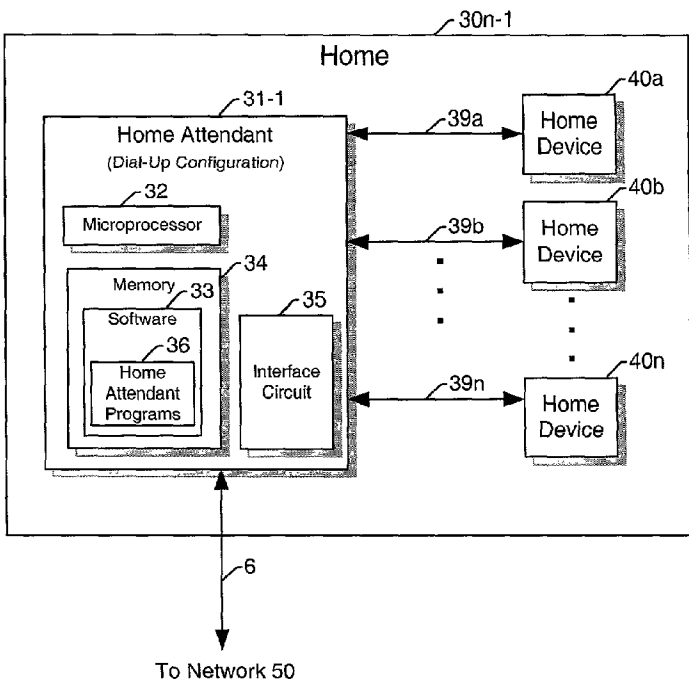 30n-1
Home
31-1
Home Attendant
(Dial-Up Configuration)
32
Microprocessor
34
Memory
33
Software
36
Home
Attendant
Programs
35
Interface
Circuit
39a
40a
Home
Device
39b
40b
Home
Device
39n
40n
Home
Device
6
To Network 50